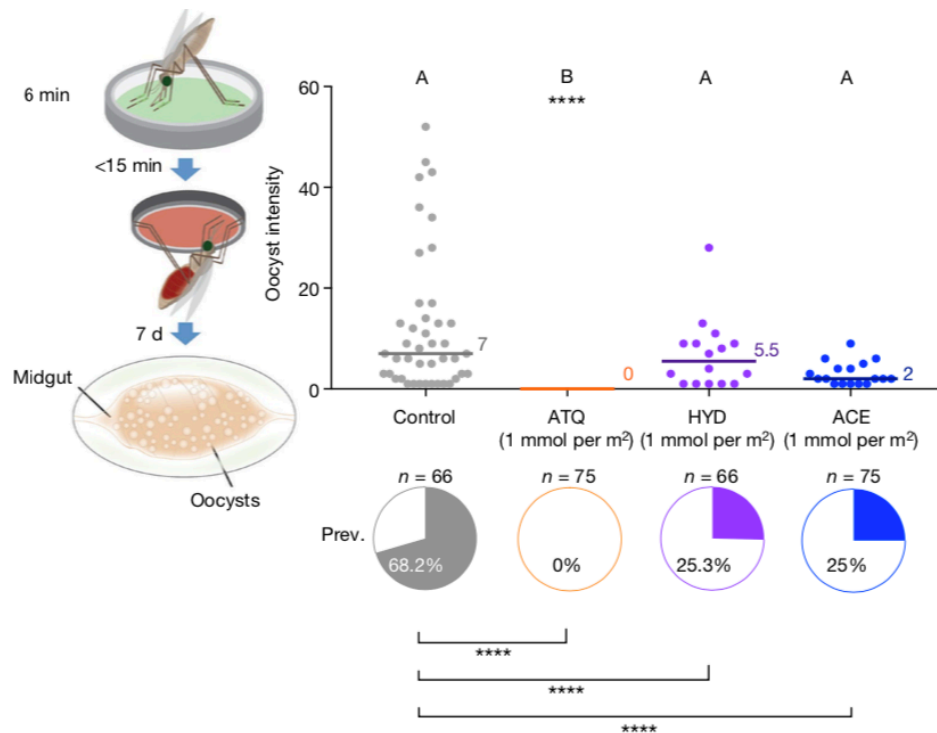 6 min
<15 min
7 d
Midgut
Oocysts
Oocyst intensity
60
40
20
0
A
B
A
A
****
7
0
5.5
2
Control
ATQ
(1 mmol per m²)
HYD
(1 mmol per m²)
ACE
(1 mmol per m²)
n = 66
n = 75
n = 66
n = 75
Prev.
68.2%
0%
25.3%
25%
****
****
****